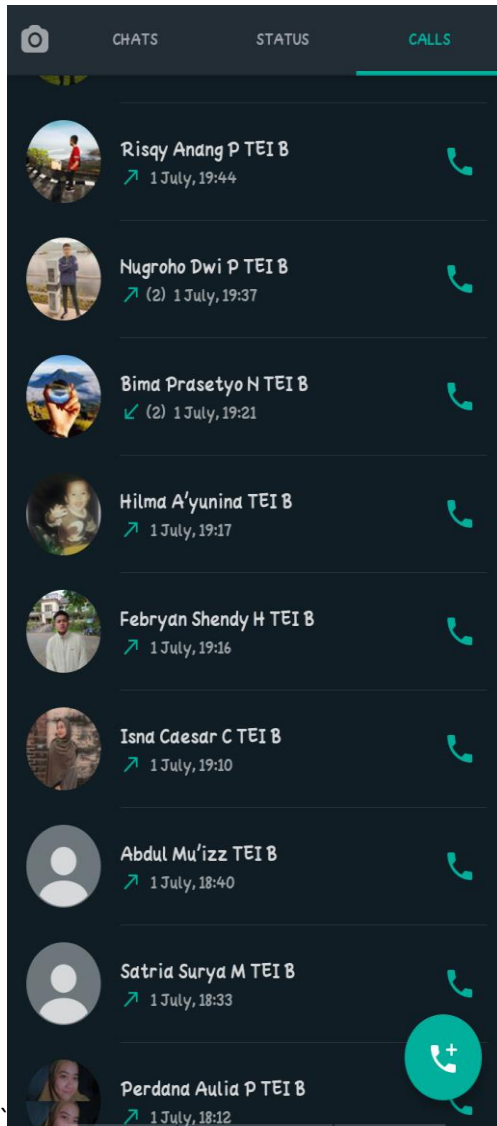 CHATS STATUS CALLS
Risqy Anang P TEI B
1 July, 19:44
Nugroho Dwi P TEI B
(2) 1 July, 19:37
Bima Prasetyo N TEI B
(2) 1 July, 19:21
Hilma A'yunina TEI B
1 July, 19:17
Febryan Shendy H TEI B
1 July, 19:16
Isna Caesar C TEI B
1 July, 19:10
Abdul Mu'izz TEI B
1 July, 18:40
Satria Surya M TEI B
1 July, 18:33
Perdana Aulia P TEI B
1 July, 18:12